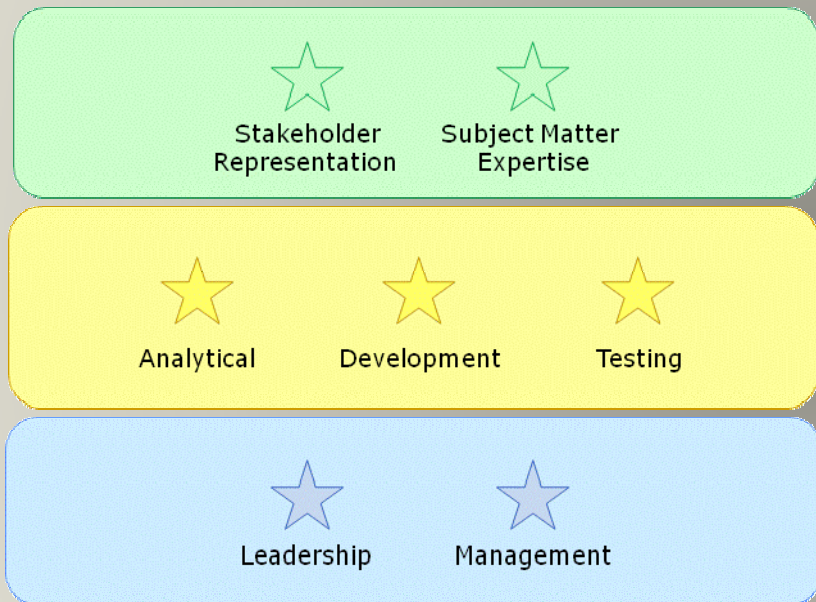 Stakeholder
Representation
Subject Matter
Expertise
Analytical
Development
Testing
Leadership
Management